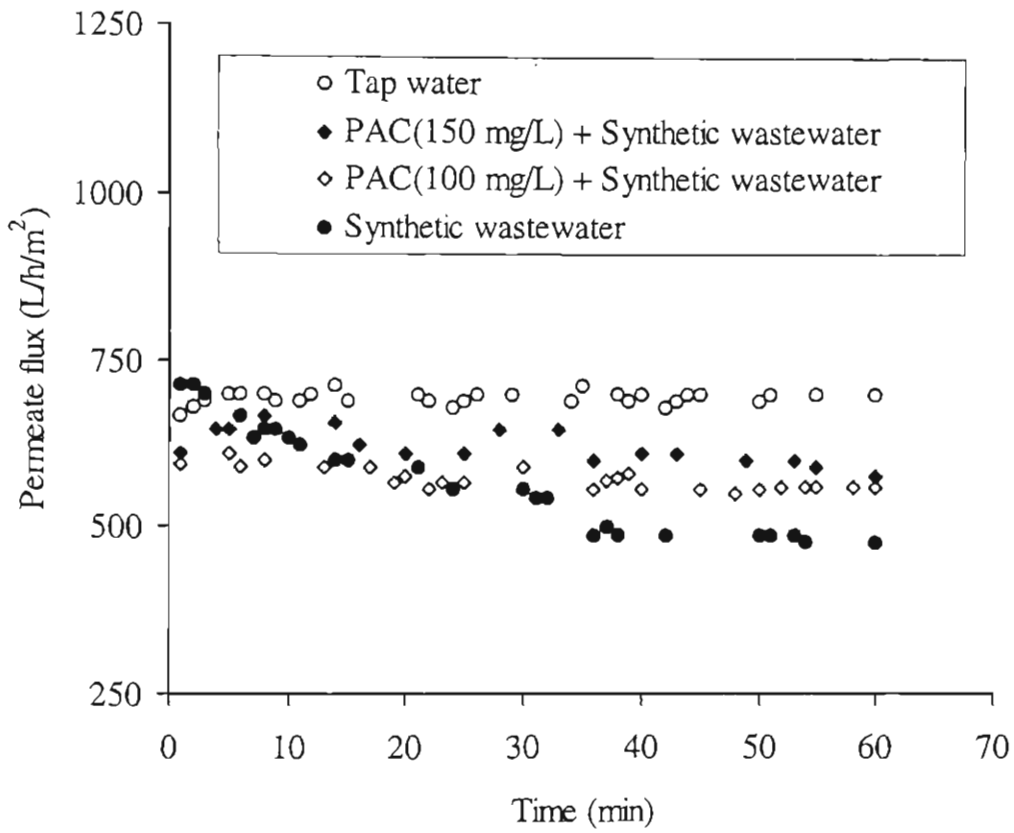 1250
1000
750
500
250
Permeate flux (L/h/m²)
Tap water
PAC(150 mg/L) + Synthetic wastewater
PAC(100 mg/L) + Synthetic wastewater
Synthetic wastewater
0 10 20 30 40 50 60 70
Time (min)